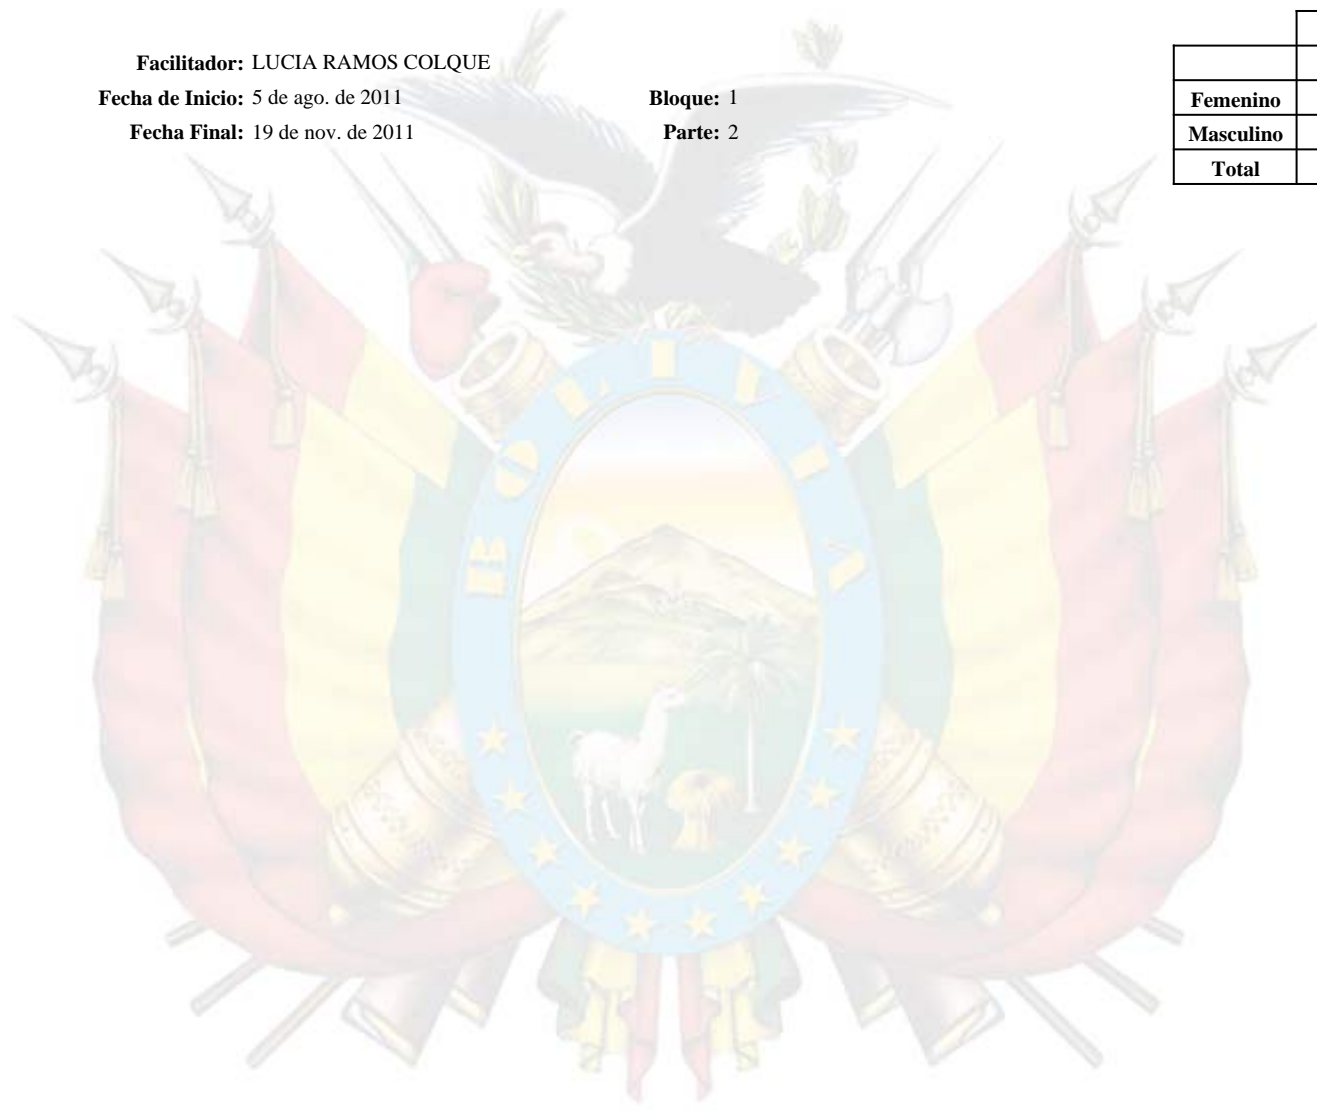 Facilitador: LUCIA RAMOS COLQUE
Fecha de Inicio: 5 de ago. de 2011 Bloque: 1
Fecha Final: 19 de nov. de 2011 Parte: 2
Femenino
Masculino
Total
BOLIVIA